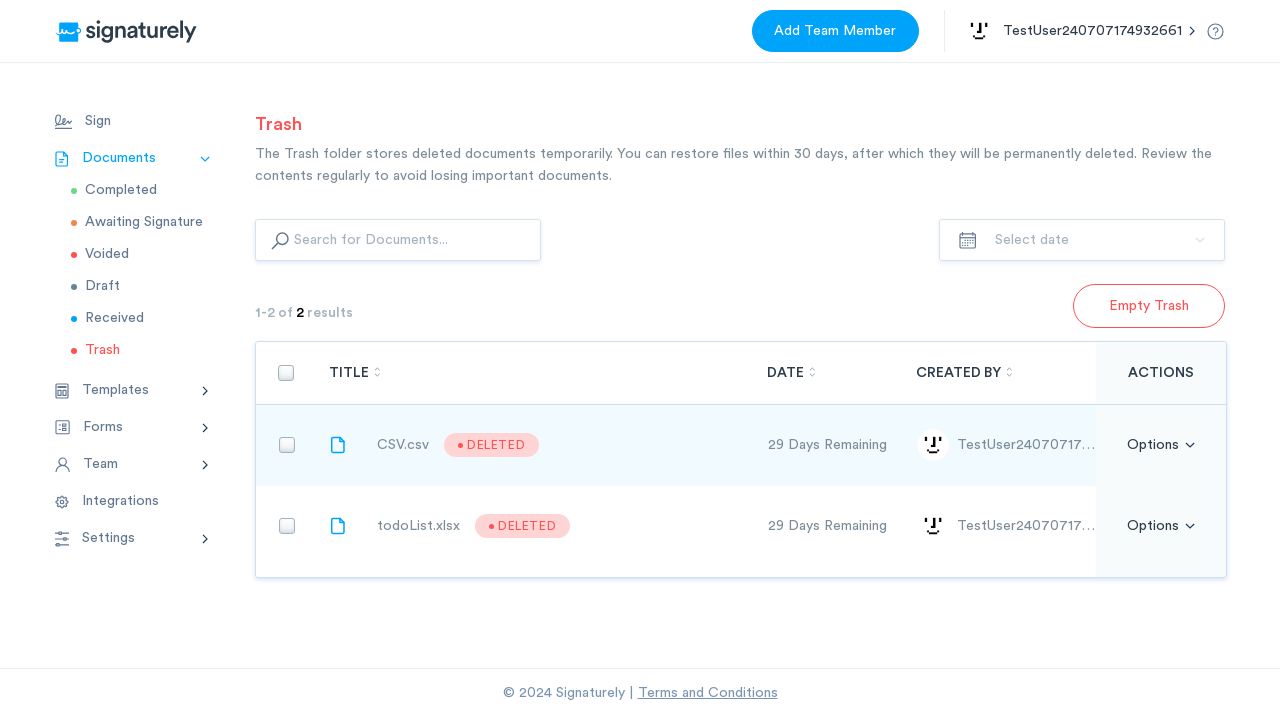 signaturely
Add Team Member
TestUser240707174932661
Sign
Documents
Completed
Awaiting Signature
Voided
Draft
Received
Trash
Templates
Forms
Team
Integrations
Settings
Trash
The Trash folder stores deleted documents temporarily. You can restore files within 30 days, after which they will be permanently deleted. Review the
contents regularly to avoid losing important documents.
Search for Documents...
Select date
1-2 of 2 results
Empty Trash
TITLE DATE CREATED BY ACTIONS
CSV.csv DELETED 29 Days Remaining TestUser24070717... Options
todoList.xlsx DELETED 29 Days Remaining TestUser24070717... Options
© 2024 Signaturely | Terms and Conditions